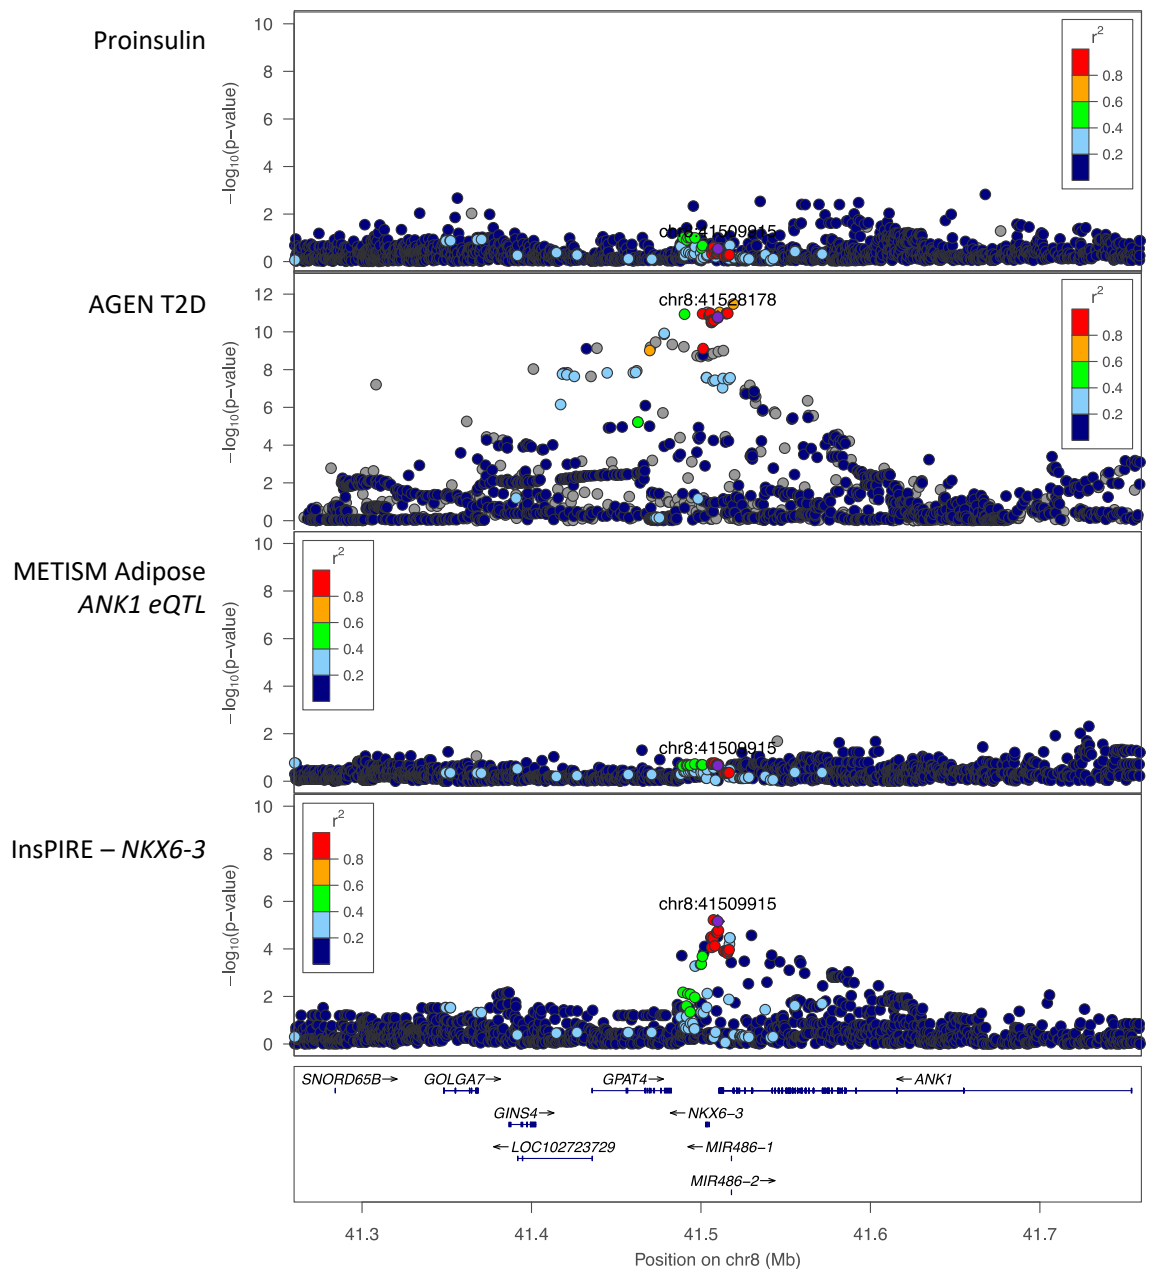 Proinsulin
10
8
6
4
2
0
−log10(p−value)
r2
0.8
0.6
0.4
0.2
chr8:41509915
AGEN T2D
12
10
8
6
4
2
0
−log10(p−value)
r2
0.8
0.6
0.4
0.2
chr8:41528178
METISM Adipose
ANK1 eQTL
10
8
6
4
2
0
−log10(p−value)
r2
0.8
0.6
0.4
0.2
chr8:41509915
InsPIRE – NKX6-3
10
8
6
4
2
0
−log10(p−value)
r2
0.8
0.6
0.4
0.2
chr8:41509915
SNORD65B→ GOLGA7→ GPAT4→ ←ANK1
GINS4→ ←NKX6−3
←LOC102723729 ←MIR486−1
MIR486−2→
41.3 41.4 41.5 41.6 41.7
Position on chr8 (Mb)